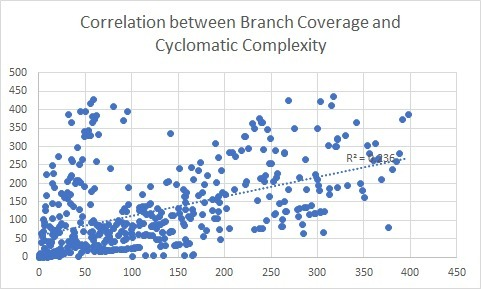 Correlation between Branch Coverage and
Cyclomatic Complexity
500
450
400
350
300
250
200
150
100
50
0
R² =
0 50 100 150 200 250 300 350 400 450